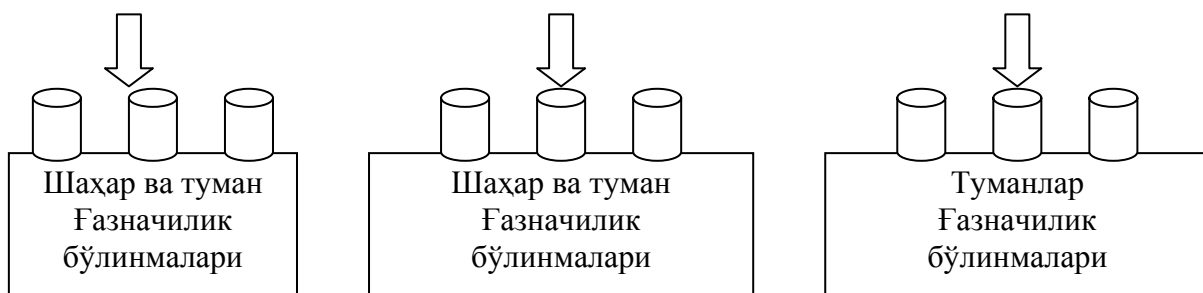 Шаҳар ва туман
Ғазначилик
бўлинмалари
Шаҳар ва туман
Ғазначилик
бўлинмалари
Туманлар
Ғазначилик
бўлинмалари